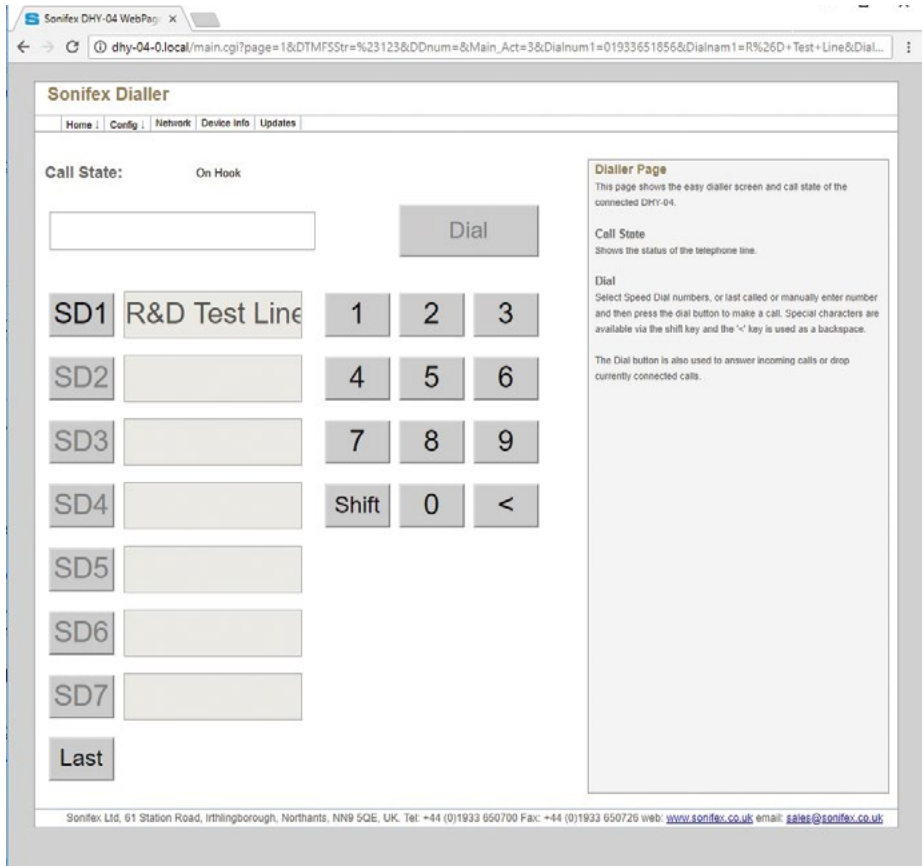 Sonifex DHY-04 WebPag
dhy-04-0.local/main.cgi?page=1&DTMFSStr=%23123&DDnum=&Main_Act=3&Dialnum1=01933651856&Dialnam1=R%26D+Test+Line&Dial...
Sonifex Dialler
Home ↓ Config ↓ Network Device Info Updates
Call State: On Hook
Dial
SD1 R&D Test Line
1 2 3
SD2
4 5 6
SD3
7 8 9
SD4
Shift 0 <
SD5
SD6
SD7
Last
Dialler Page
This page shows the easy dialler screen and call state of the
connected DHY-04.
Call State
Shows the status of the telephone line.
Dial
Select Speed Dial numbers, or last called or manually enter number
and then press the dial button to make a call. Special characters are
available via the shift key and the '<' key is used as a backspace.
The Dial button is also used to answer incoming calls or drop
currently connected calls.
Sonifex Ltd, 61 Station Road, Irthlingborough, Northants, NN9 5QE, UK. Tel: +44 (0)1933 650700 Fax: +44 (0)1933 650726 web: www.sonifex.co.uk email: sales@sonifex.co.uk